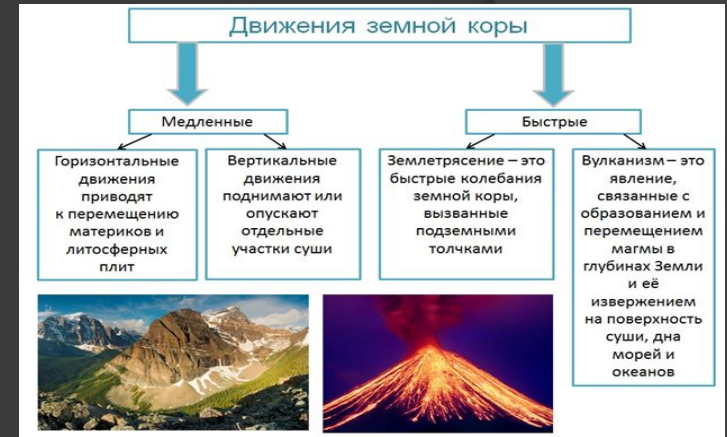 Движения земной коры
Медленные
Быстрые
Горизонтальные
движения
приводят
к перемещению
материков и
литосферных
плит
Вертикальные
движения
поднимают или
опускают
отдельные
участки суши
Землетрясение – это
быстрые колебания
земной коры,
вызванные
подземными
толчками
Вулканизм – это
явление,
связанные с
образованием и
перемещением
магмы в
глубинах Земли
и её
извержением
на поверхность
суши, дна
морей и
океанов